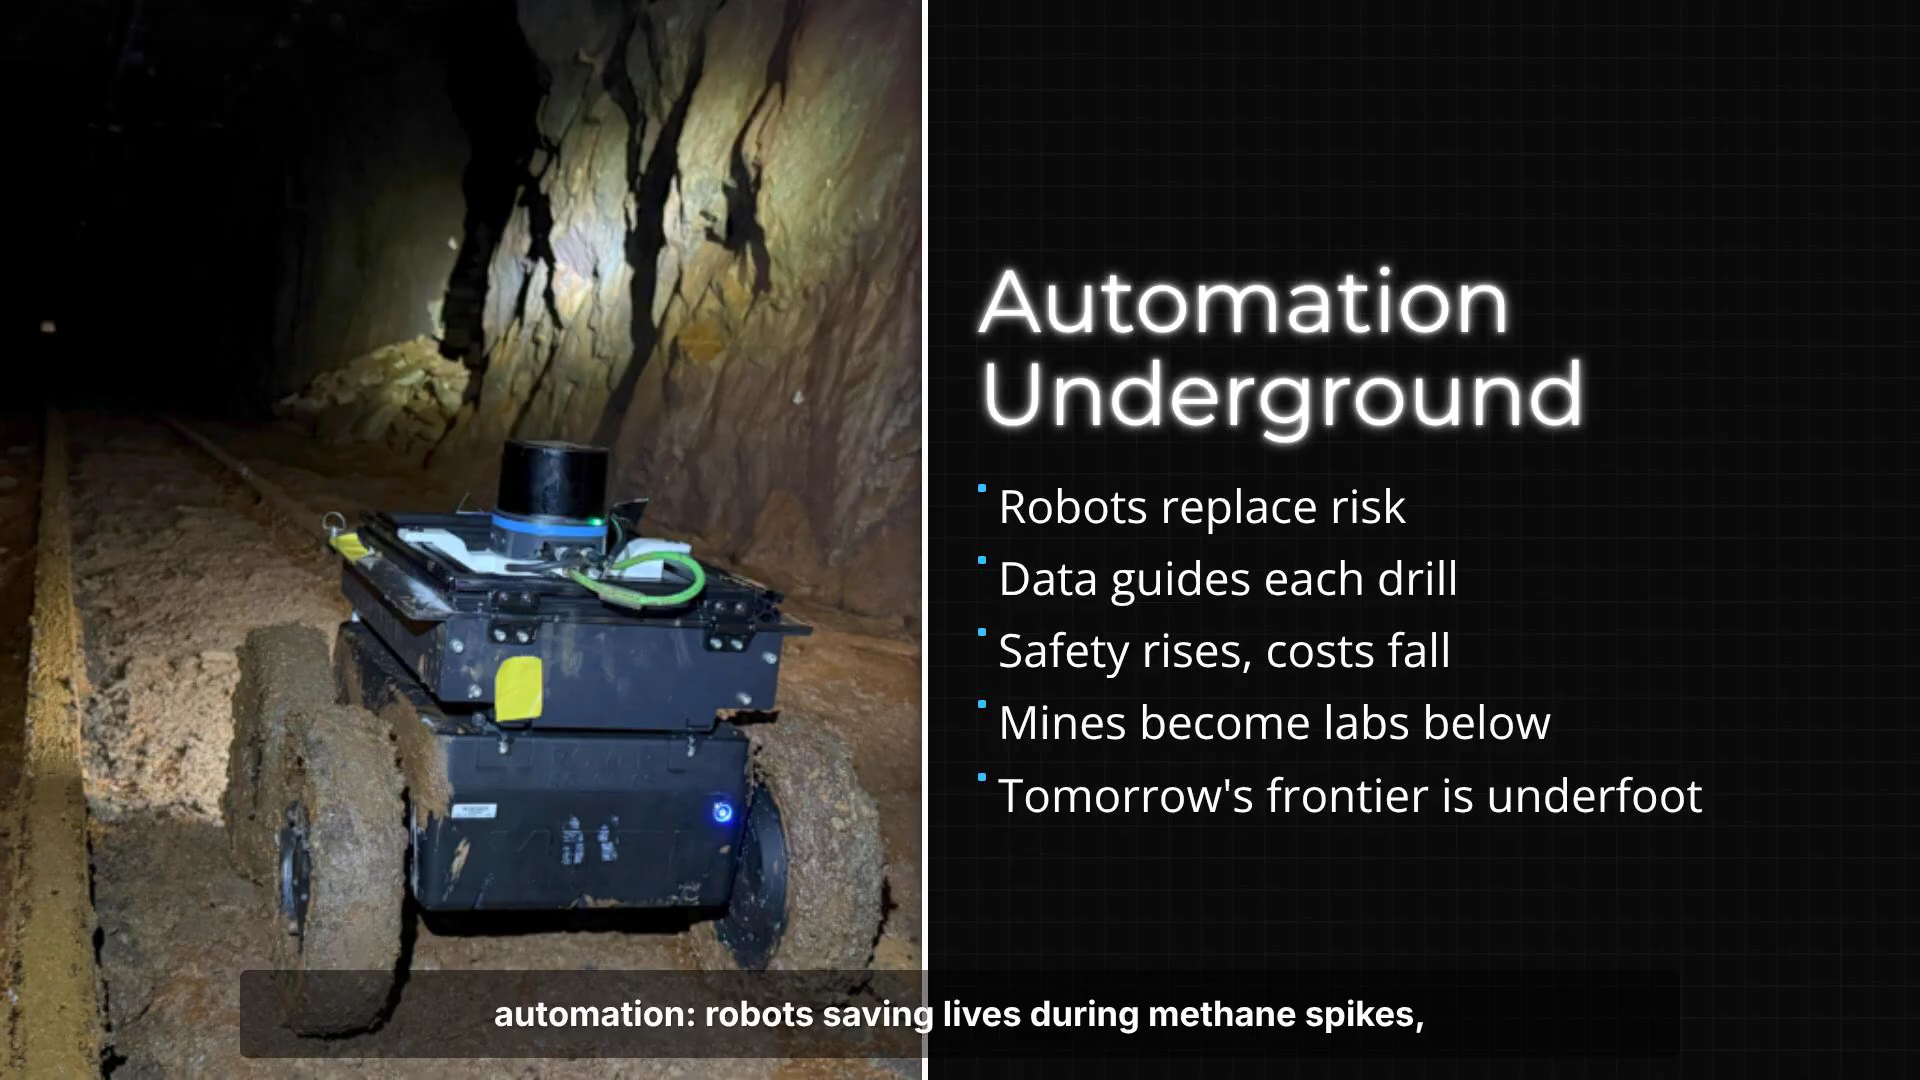 Automation
Underground
Robots replace risk
Data guides each drill
Safety rises, costs fall
Mines become labs below
Tomorrow's frontier is underfoot
automation: robots saving lives during methane spikes,